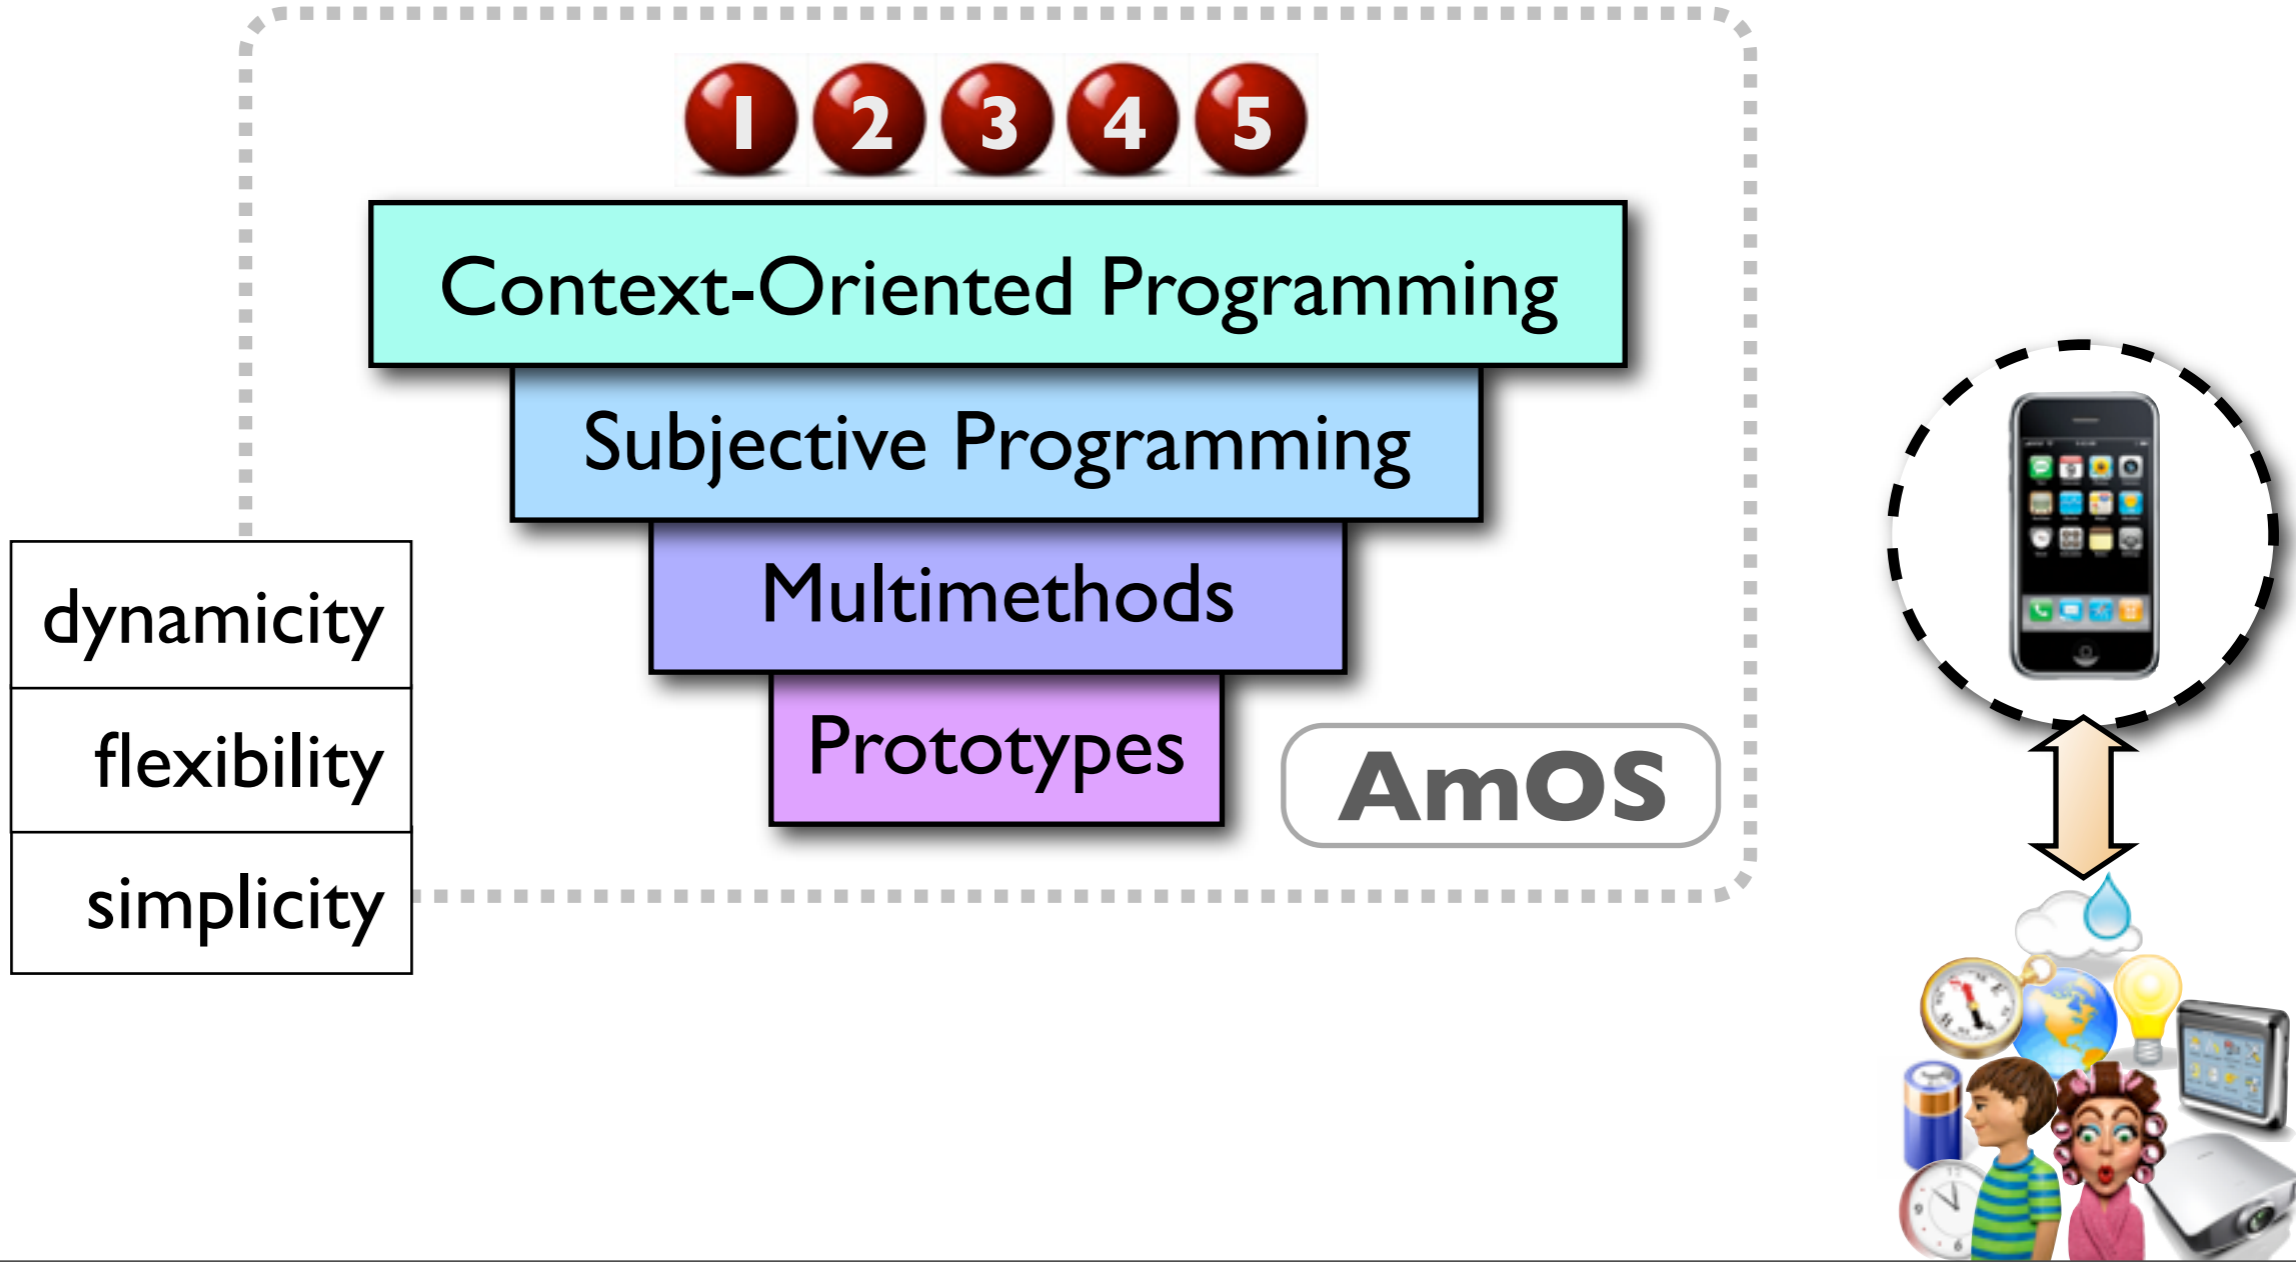 1 2 3 4 5
Context-Oriented Programming
Subjective Programming
Multimethods
Prototypes
AmOS
dynamicity
flexibility
simplicity